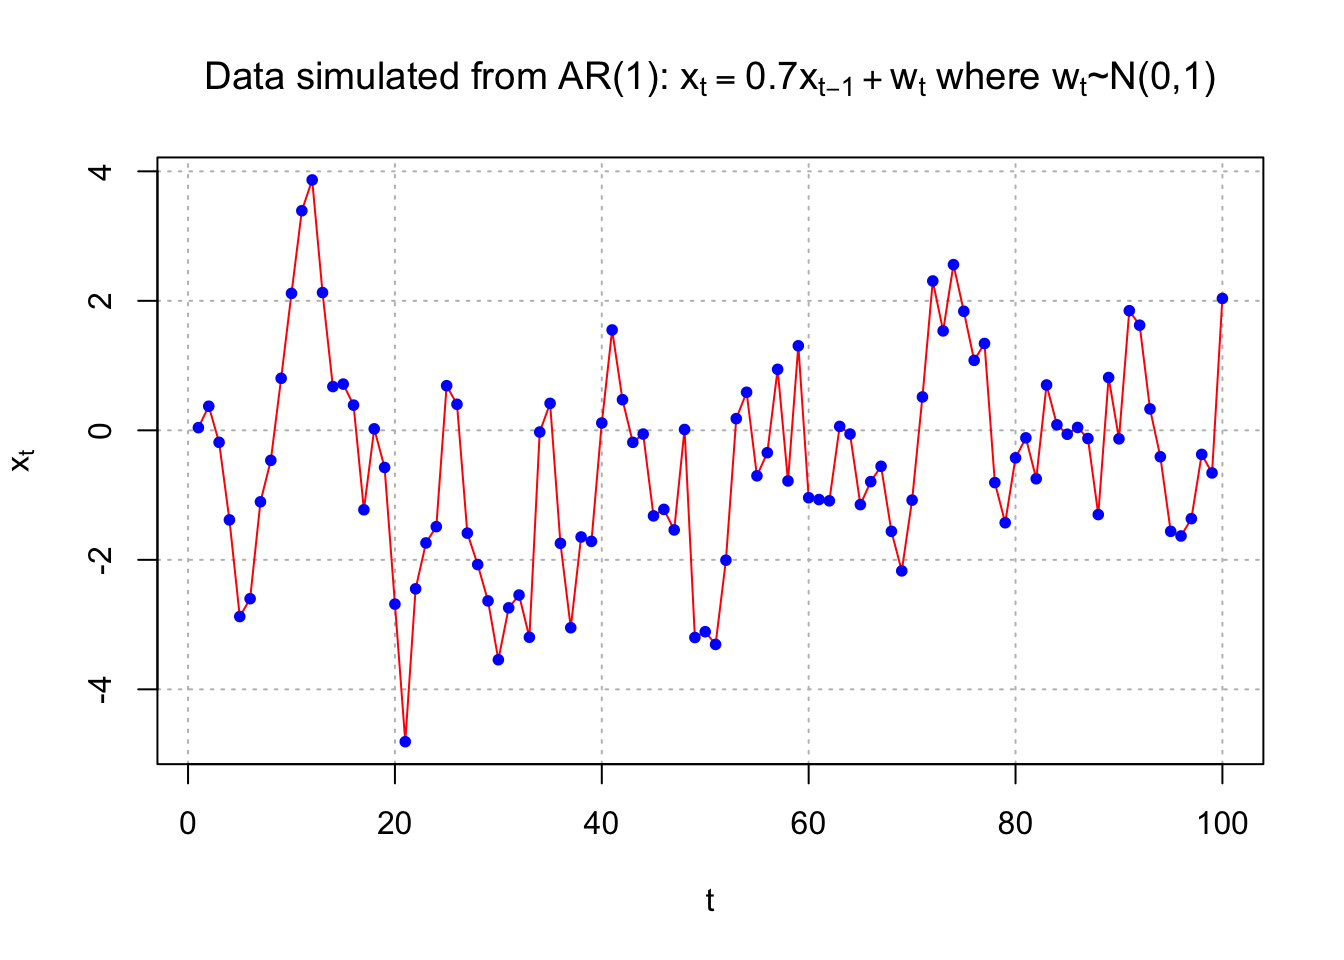 Data simulated from AR(1): xₜ = 0.7xₜ₋₁ + wₜ where wₜ~N(0,1)
4
2
0
-2
-4
xₜ
0 20 40 60 80 100
t